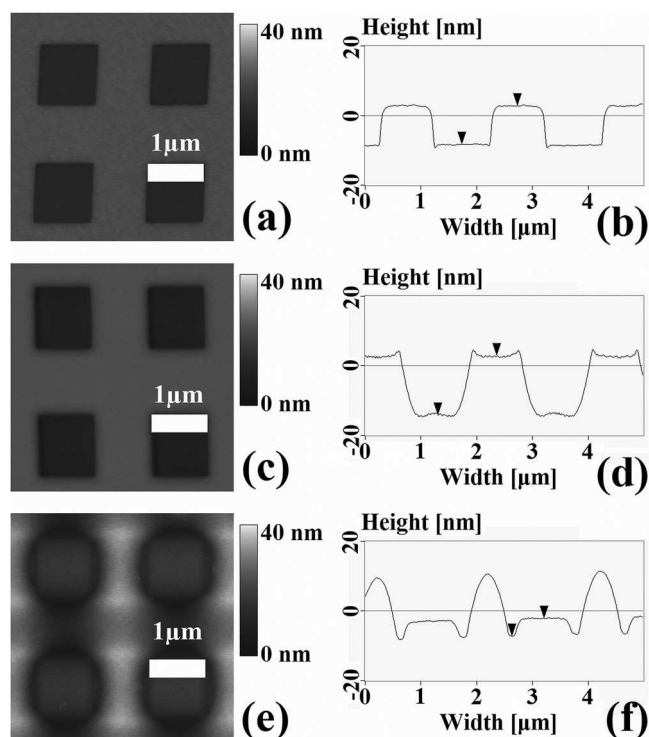 40 nm
1µm
0 nm
(a)
Height [nm]
20
0
-20
-0 1 2 3 4
Width [µm]
(b)
40 nm
1µm
0 nm
(c)
Height [nm]
20
0
-20
-0 1 2 3 4
Width [µm]
(d)
40 nm
1µm
0 nm
(e)
Height [nm]
20
0
-20
-0 1 2 3 4
Width [µm]
(f)